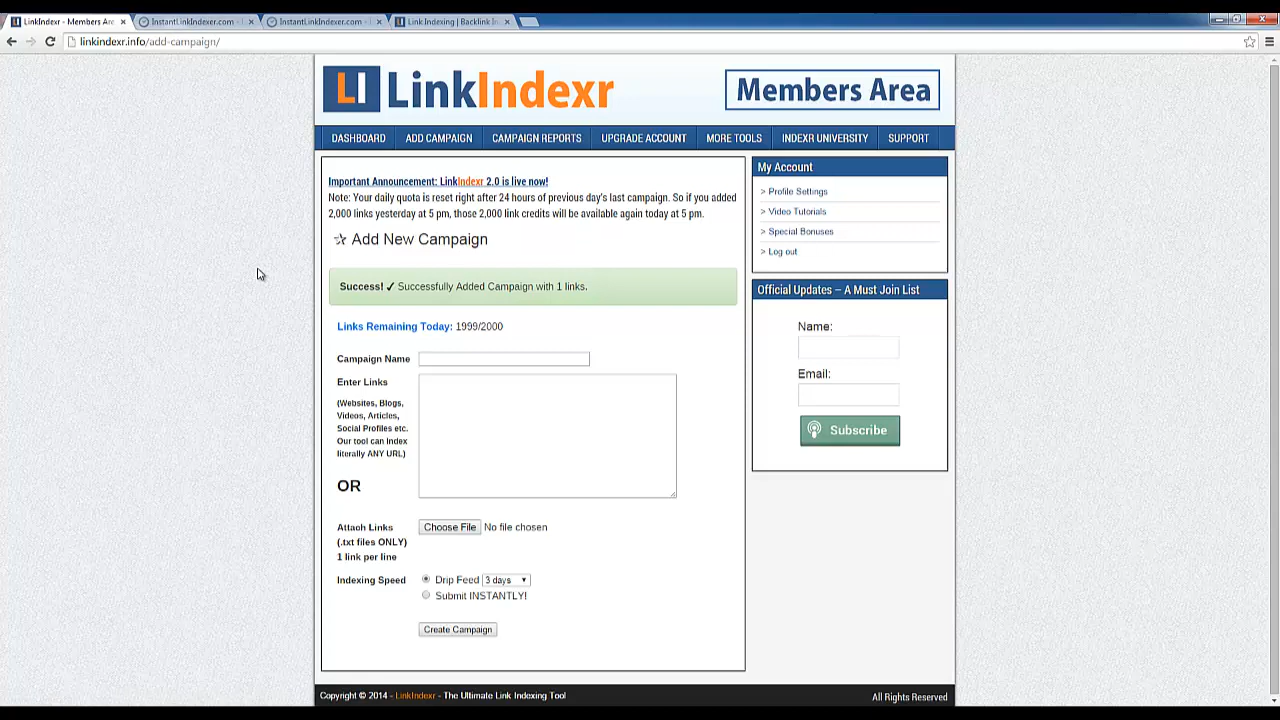 LinkIndexr - Members Are
InstantLinkIndexer.com -
InstantLinkIndexer.com -
Link Indexing | Backlink In
linkindexr.info/add-campaign/
LI LinkIndexr
Members Area
DASHBOARD
ADD CAMPAIGN
CAMPAIGN REPORTS
UPGRADE ACCOUNT
MORE TOOLS
INDEXR UNIVERSITY
SUPPORT
Important Announcement: LinkIndexr 2.0 is live now!
Note: Your daily quota is reset right after 24 hours of previous day's last campaign. So if you added
2,000 links yesterday at 5 pm, those 2,000 link credits will be available again today at 5 pm.
Add New Campaign
Success! ✓ Successfully Added Campaign with 1 links.
Links Remaining Today: 1999/2000
Campaign Name
Enter Links
(Websites, Blogs,
Videos, Articles,
Social Profiles etc.
Our tool can index
literally ANY URL)
OR
Attach Links
(.txt files ONLY)
1 link per line
Choose File No file chosen
Indexing Speed
Drip Feed 3 days
Submit INSTANTLY!
Create Campaign
My Account
> Profile Settings
> Video Tutorials
> Special Bonuses
> Log out
Official Updates – A Must Join List
Name:
Email:
Subscribe
Copyright © 2014 - LinkIndexr - The Ultimate Link Indexing Tool
All Rights Reserved